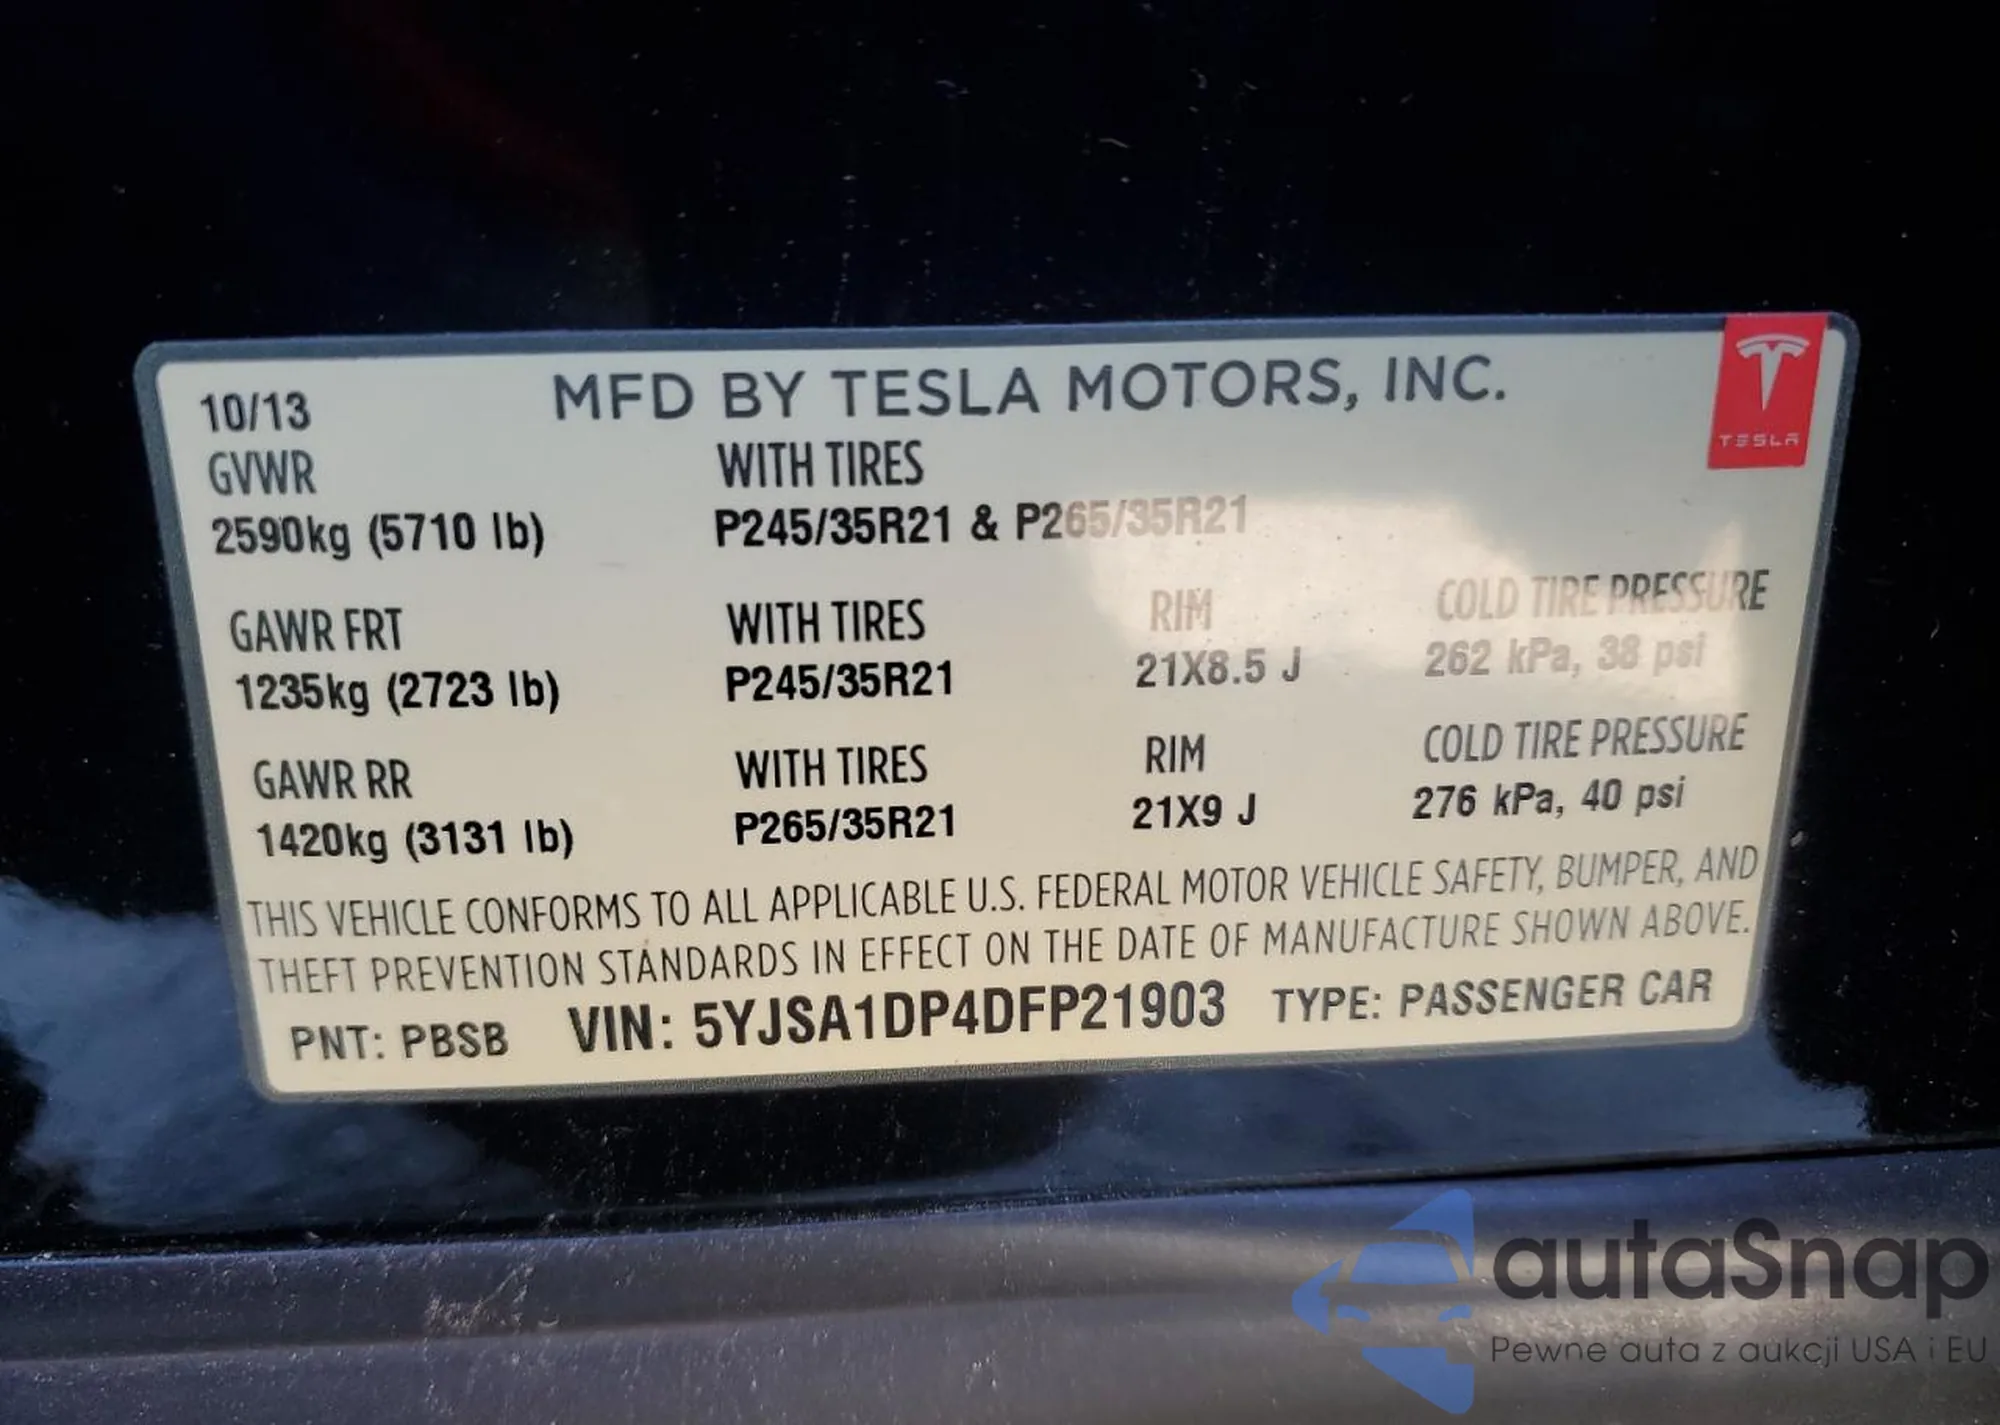 10/13 MFD BY TESLA MOTORS, INC.
TESLA
GVWR WITH TIRES
2590kg (5710 lb) P245/35R21 & P265/35R21
GAWR FRT WITH TIRES RIM COLD TIRE PRESSURE
1235kg (2723 lb) P245/35R21 21X8.5 J 262 kPa, 38 psi
GAWR RR WITH TIRES RIM COLD TIRE PRESSURE
1420kg (3131 lb) P265/35R21 21X9 J 276 kPa, 40 psi
THIS VEHICLE CONFORMS TO ALL APPLICABLE U.S. FEDERAL MOTOR VEHICLE SAFETY, BUMPER, AND
THEFT PREVENTION STANDARDS IN EFFECT ON THE DATE OF MANUFACTURE SHOWN ABOVE.
PNT: PBSB VIN: 5YJSA1DP4DFP21903 TYPE: PASSENGER CAR
autaSnap
Pewne auta z aukcji USA i EU